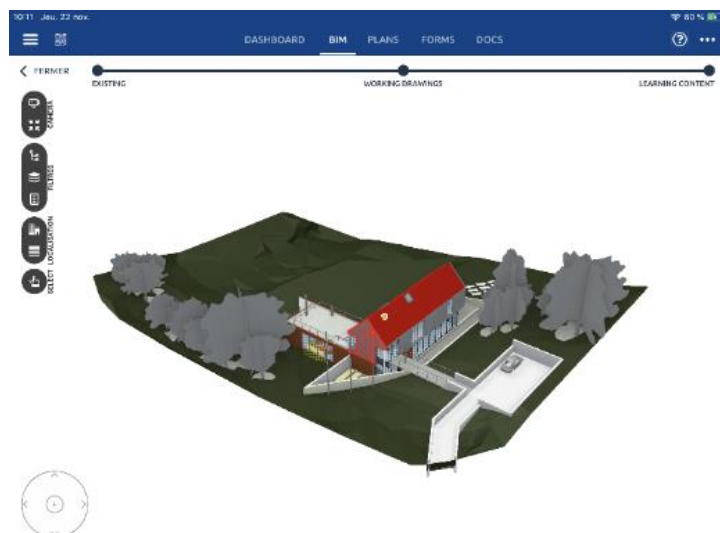 10:11 Jeu. 22 nov.
80 %
DASHBOARD BIM PLANS FORMS DOCS
FERMER
EXISTING WORKING DRAWINGS LEARNING CONTENT
CAMERA
FILTRES
LOCALISATION
SELECT